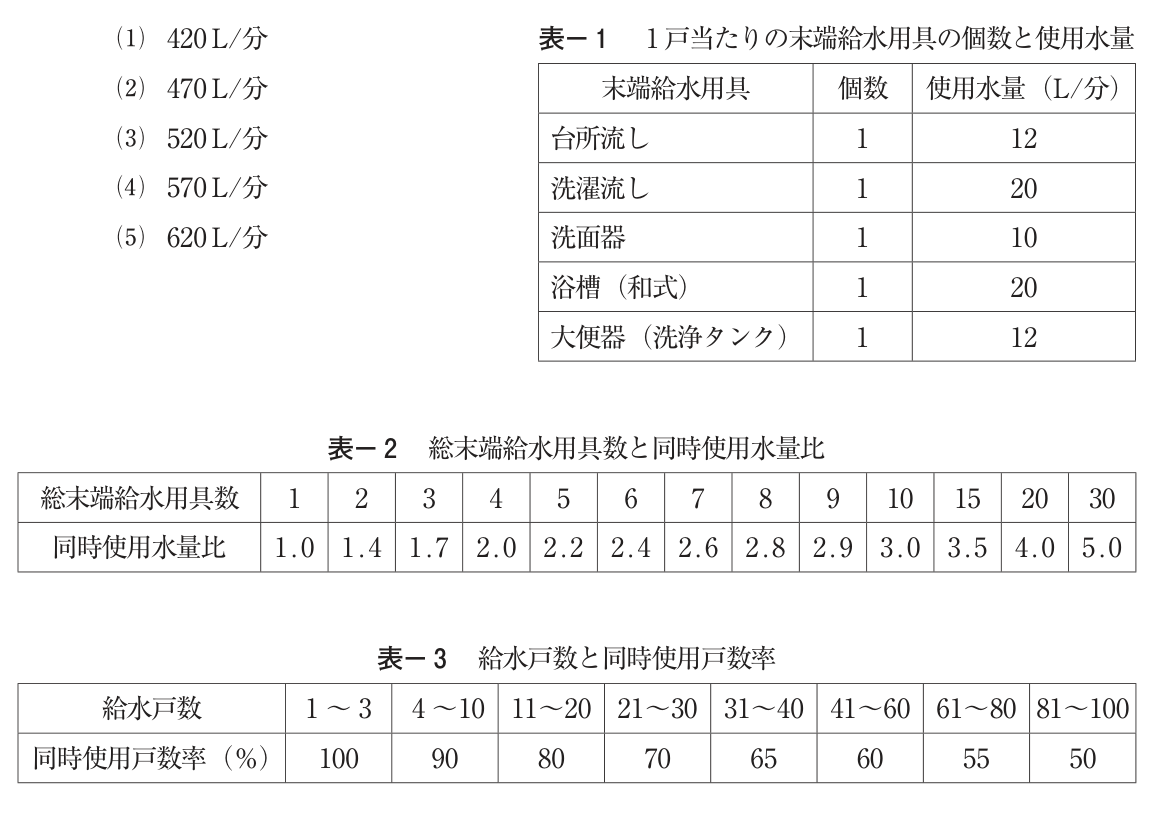 (1) 420 L/分
(2) 470 L/分
(3) 520 L/分
(4) 570 L/分
(5) 620 L/分
表－1 1戸当たりの末端給水用具の個数と使用水量
末端給水用具 個数 使用水量（L/分）
台所流し 1 12
洗濯流し 1 20
洗面器 1 10
浴槽（和式） 1 20
大便器（洗浄タンク） 1 12
表－2 総末端給水用具数と同時使用水量比
総末端給水用具数 1 2 3 4 5 6 7 8 9 10 15 20 30
同時使用水量比 1.0 1.4 1.7 2.0 2.2 2.4 2.6 2.8 2.9 3.0 3.5 4.0 5.0
表－3 給水戸数と同時使用戸数率
給水戸数 1～3 4～10 11～20 21～30 31～40 41～60 61～80 81～100
同時使用戸数率（%） 100 90 80 70 65 60 55 50